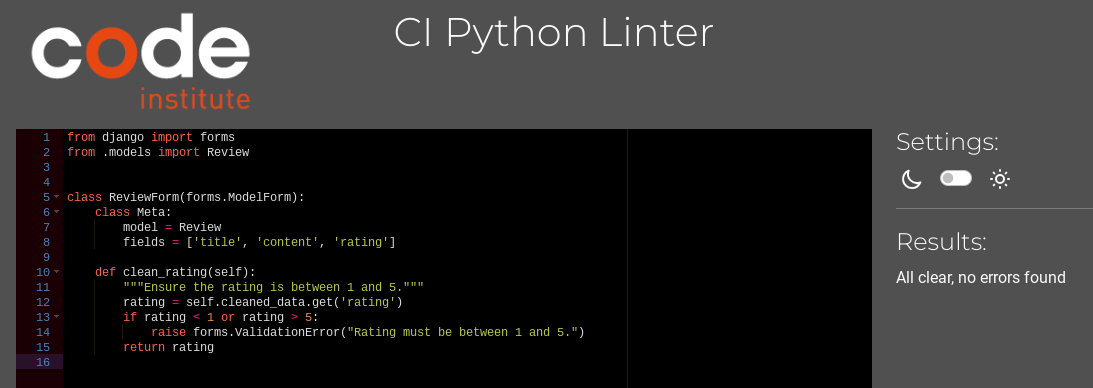 code
institute
CI Python Linter
1 from django import forms
2 from .models import Review
3
4
5 class ReviewForm(forms.ModelForm):
6     class Meta:
7         model = Review
8         fields = ['title', 'content', 'rating']
9
10     def clean_rating(self):
11         """Ensure the rating is between 1 and 5."""
12         rating = self.cleaned_data.get('rating')
13         if rating < 1 or rating > 5:
14             raise forms.ValidationError("Rating must be between 1 and 5.")
15         return rating
16
Settings:
Results:
All clear, no errors found